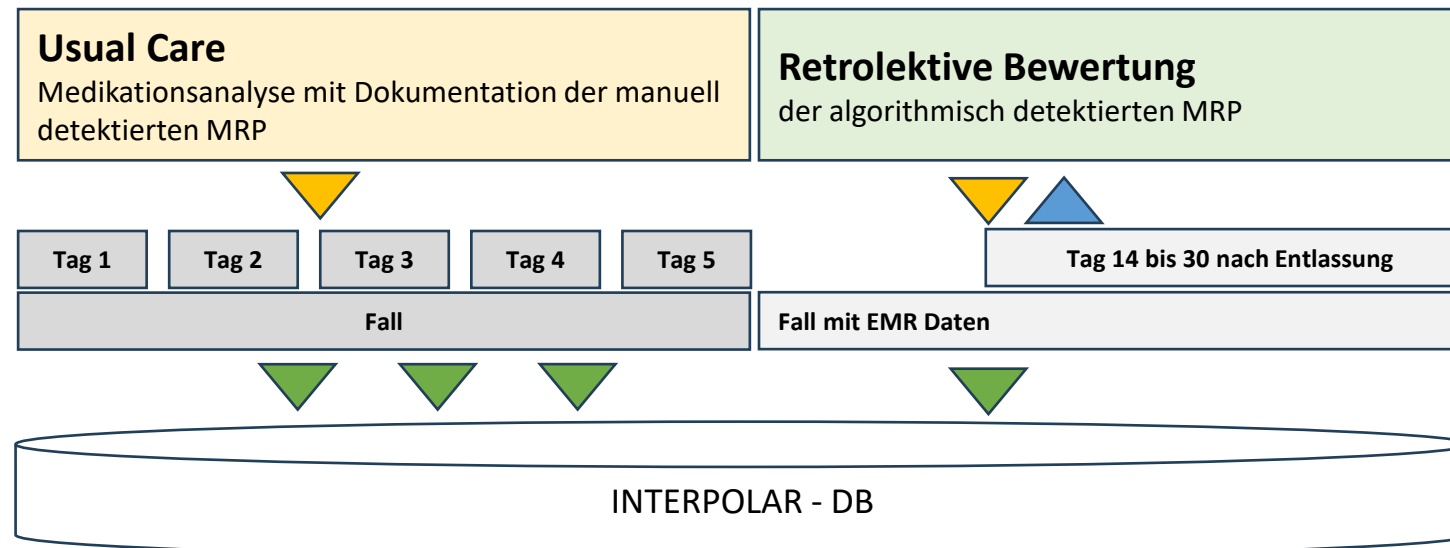 Usual Care
Medikationsanalyse mit Dokumentation der manuell
detektierten MRP
Retrolektive Bewertung
der algorithmisch detektierten MRP
Tag 1
Tag 2
Tag 3
Tag 4
Tag 5
Tag 14 bis 30 nach Entlassung
Fall
Fall mit EMR Daten
INTERPOLAR - DB